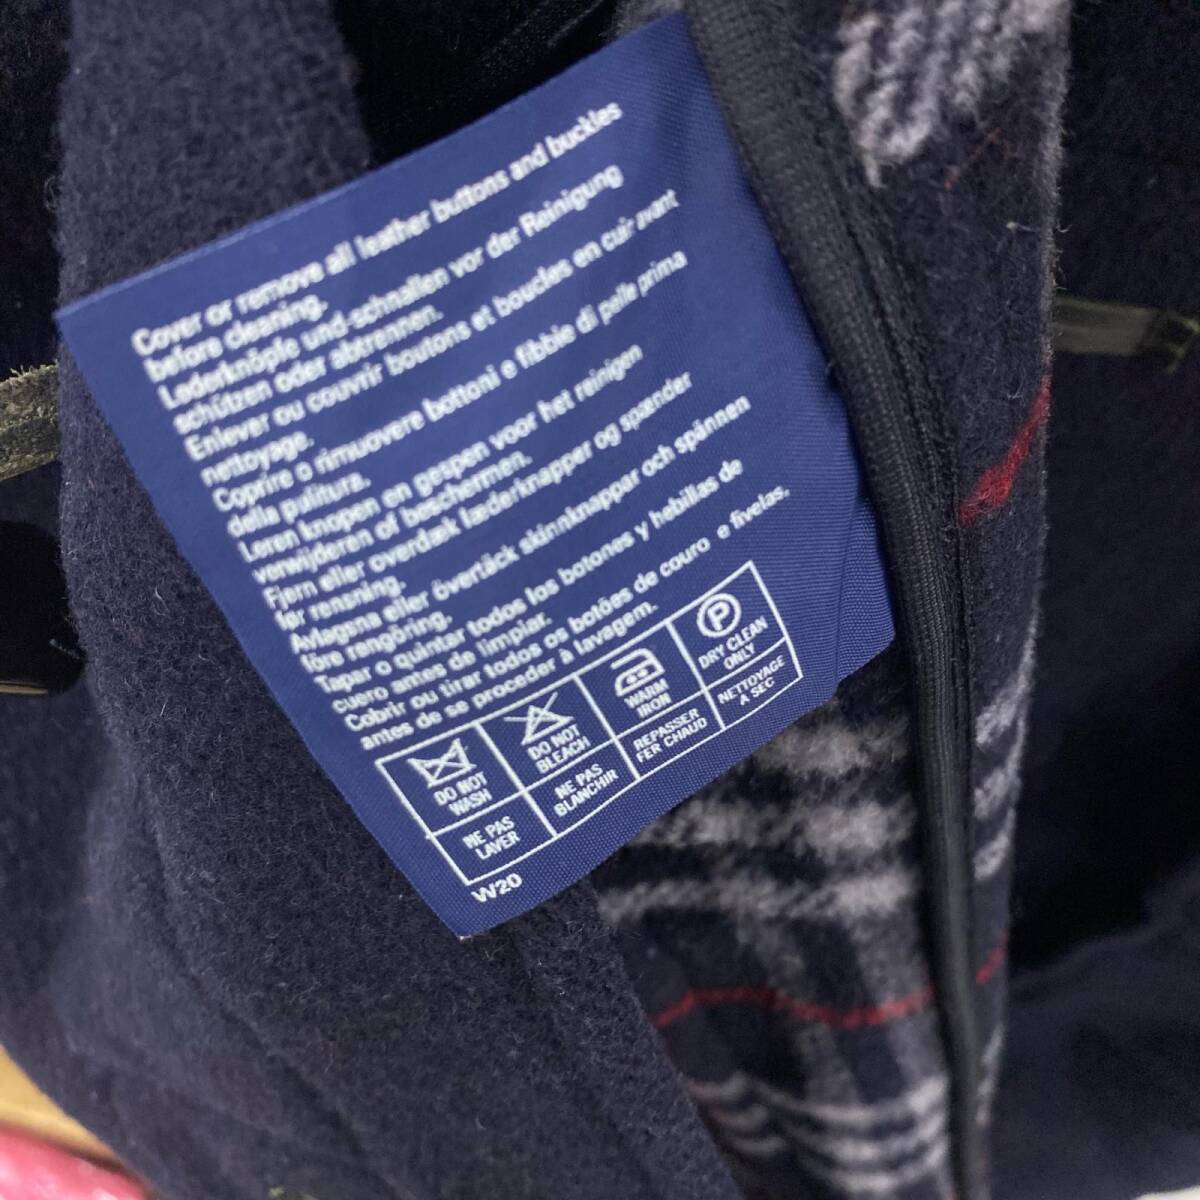 Cover or remove all leather buttons and buckles
before cleaning.
Lederknöpfe und-schnallen vor der Reinigung
schützen oder abtrennen.
Enlever ou couvrir boutons et boucles en cuir avant
nettoyage.
Coprire o rimuovere bottoni e fibbie di pelle prima
della pulitura.
Leren knopen en gespen voor het reinigen
verwijderen of beschermen.
Fjern eller overdæk læderknapper og spænder
før rensning.
Avlagsna eller övertäck skinnknappar och spännen
före rengöring.
Tapar o quintar todos los botones y hebillas de
cuero antes de limpiar.
Cobrir ou tirar todos os botões de couro e fivelas.
antes de se proceder à lavagem.
P
DO NOT
WASH
DO NOT
BLEACH
WARM
IRON
DRY CLEAN
ONLY
NE PAS
LAVER
NE PAS
BLANCHIR
REPASSER
FER CHAUD
NETTOYAGE
A SEC
W20